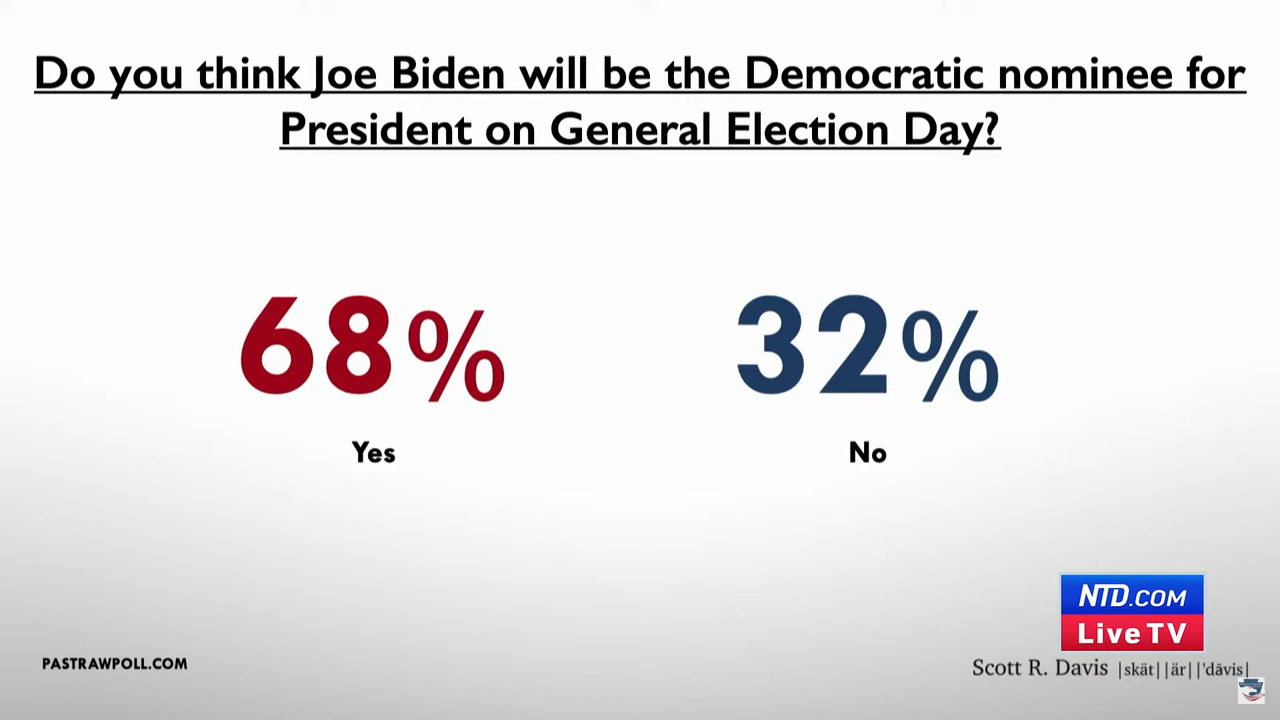 Do you think Joe Biden will be the Democratic nominee for
President on General Election Day?
68% 32%
Yes No
NTD.COM
Live TV
PASTRAWPOLL.COM
Scott R. Davis |skät||är||'dāvis|